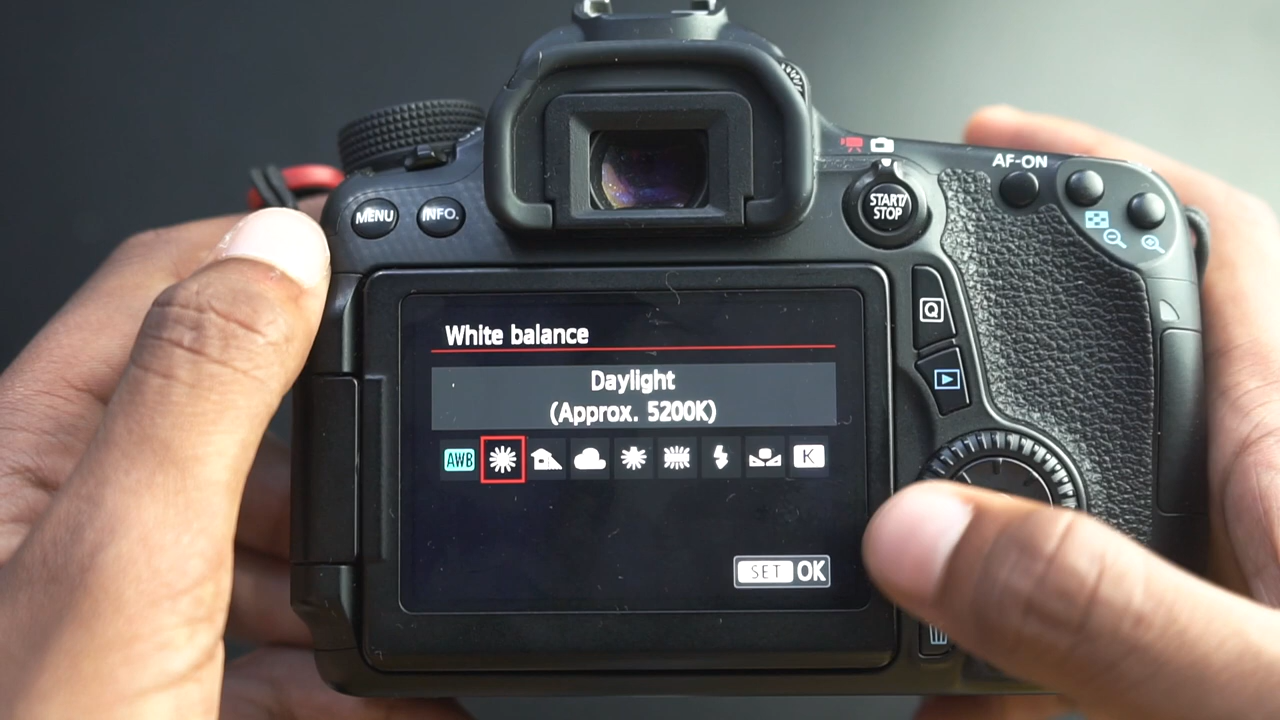 AF-ON
START/
STOP
MENU
INFO.
Q
White balance
Daylight
(Approx. 5200K)
AWB
K
SET OK